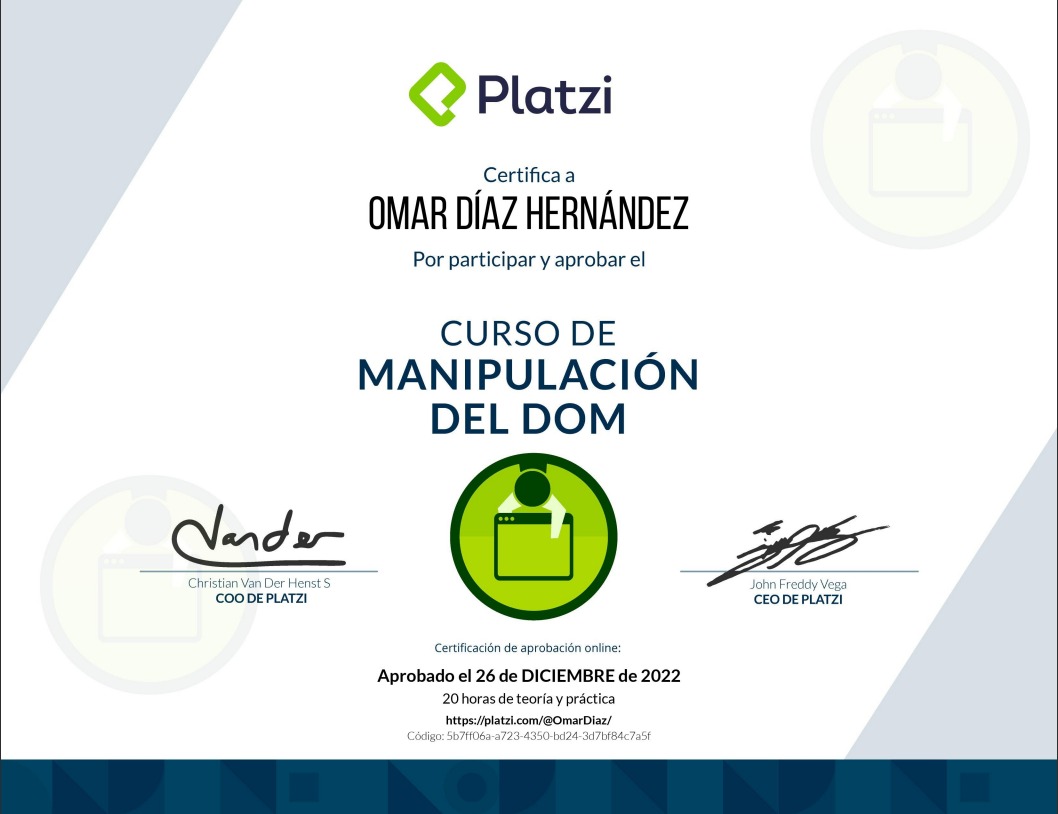 Platzi
Certifica a
OMAR DÍAZ HERNÁNDEZ
Por participar y aprobar el
CURSO DE
MANIPULACIÓN
DEL DOM
Vander
Christian Van Der Henst S
COO DE PLATZI
John Freddy Vega
CEO DE PLATZI
Certificación de aprobación online:
Aprobado el 26 de DICIEMBRE de 2022
20 horas de teoría y práctica
https://platzi.com/@OmarDiaz/
Código: 5b7ff06a-a723-4350-bd24-3d7bf84c7a5f